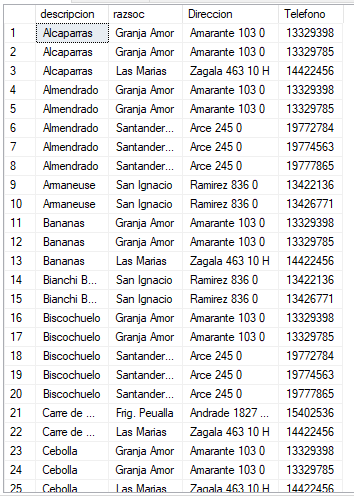 descripcion razsoc Direccion Telefono
1 Alcaparras Granja Amor Amarante 103 0 13329398
2 Alcaparras Granja Amor Amarante 103 0 13329785
3 Alcaparras Las Marias Zagala 463 10 H 14422456
4 Almendrado Granja Amor Amarante 103 0 13329398
5 Almendrado Granja Amor Amarante 103 0 13329785
6 Almendrado Santander... Arce 245 0 19772784
7 Almendrado Santander... Arce 245 0 19774563
8 Almendrado Santander... Arce 245 0 19777865
9 Amaneuse San Ignacio Ramirez 836 0 13422136
10 Amaneuse San Ignacio Ramirez 836 0 13426771
11 Bananas Granja Amor Amarante 103 0 13329398
12 Bananas Granja Amor Amarante 103 0 13329785
13 Bananas Las Marias Zagala 463 10 H 14422456
14 Bianchi B... San Ignacio Ramirez 836 0 13422136
15 Bianchi B... San Ignacio Ramirez 836 0 13426771
16 Biscochuelo Granja Amor Amarante 103 0 13329398
17 Biscochuelo Granja Amor Amarante 103 0 13329785
18 Biscochuelo Santander... Arce 245 0 19772784
19 Biscochuelo Santander... Arce 245 0 19774563
20 Biscochuelo Santander... Arce 245 0 19777865
21 Carre de ... Frig. Peualla Andrade 1827 ... 15402536
22 Carre de ... Las Marias Zagala 463 10 H 14422456
23 Cebolla Granja Amor Amarante 103 0 13329398
24 Cebolla Granja Amor Amarante 103 0 13329785
25 Cebolla Las Marias Zagala 463 10 H 14422456